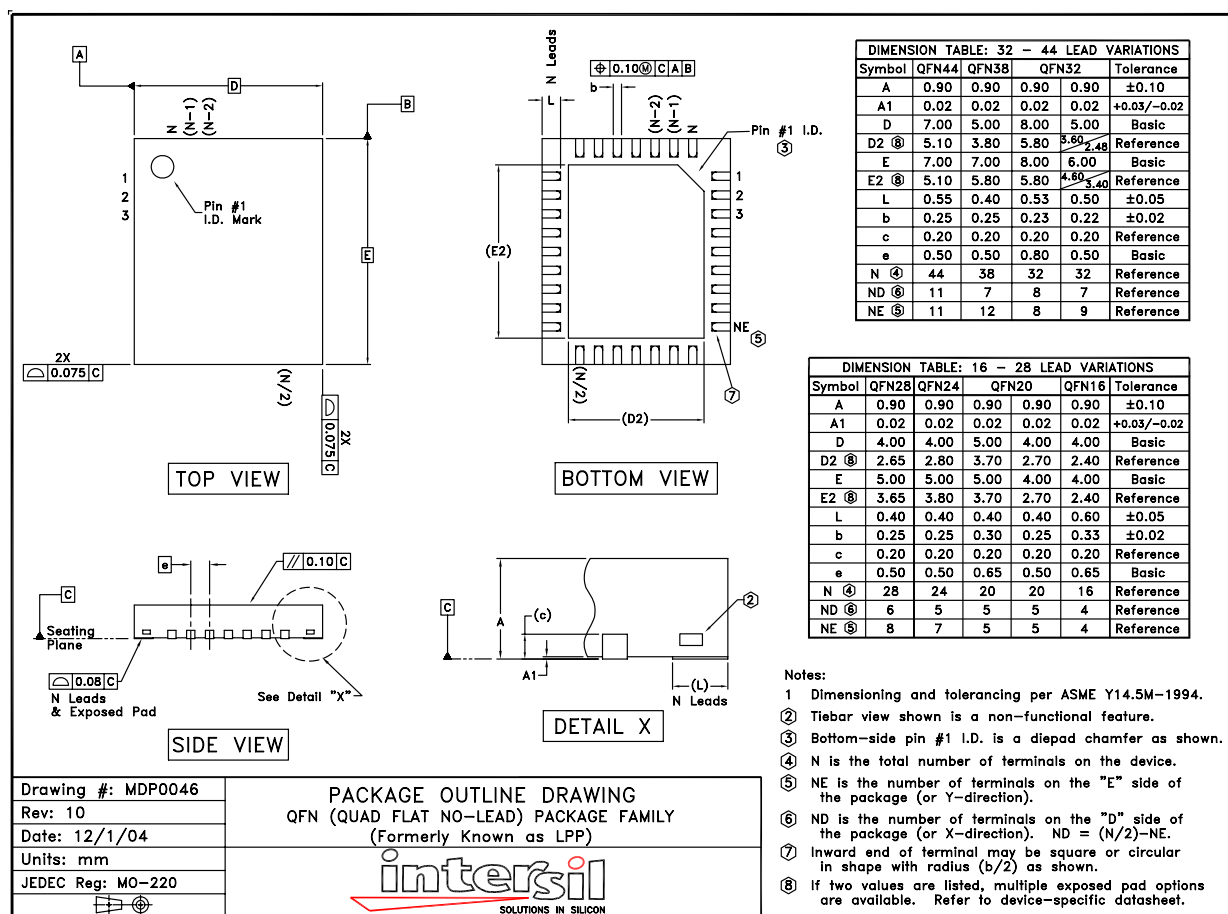 A
D
B
N
(N-1)
(N-2)
1
2
3
Pin #1
I.D. Mark
E
2X
0.075 C
(N/2)
2X
0.075 C
TOP VIEW
N Leads
L
0.10Ⓜ C A B
b
(N-2)
(N-1)
N
Pin #1 I.D.
3
1
2
3
(E2)
NE 5
(N/2)
7
(D2)
BOTTOM VIEW
e
// 0.10 C
C
Seating
Plane
0.08 C
N Leads
& Exposed Pad
See Detail "X"
SIDE VIEW
C
A
(c)
2
A1
(L)
N Leads
DETAIL X
DIMENSION TABLE: 32 – 44 LEAD VARIATIONS
Symbol QFN44 QFN38 QFN32 Tolerance
A 0.90 0.90 0.90 0.90 ±0.10
A1 0.02 0.02 0.02 0.02 +0.03/-0.02
D 7.00 5.00 8.00 5.00 Basic
D2 8 5.10 3.80 5.80 3.60/2.48 Reference
E 7.00 7.00 8.00 6.00 Basic
E2 8 5.10 5.80 5.80 4.60/3.40 Reference
L 0.55 0.40 0.53 0.50 ±0.05
b 0.25 0.25 0.23 0.22 ±0.02
c 0.20 0.20 0.20 0.20 Reference
e 0.50 0.50 0.80 0.50 Basic
N 4 44 38 32 32 Reference
ND 6 11 7 8 7 Reference
NE 5 11 12 8 9 Reference
DIMENSION TABLE: 16 – 28 LEAD VARIATIONS
Symbol QFN28 QFN24 QFN20 QFN16 Tolerance
A 0.90 0.90 0.90 0.90 0.90 ±0.10
A1 0.02 0.02 0.02 0.02 0.02 +0.03/-0.02
D 4.00 4.00 5.00 4.00 4.00 Basic
D2 8 2.65 2.80 3.70 2.70 2.40 Reference
E 5.00 5.00 5.00 4.00 4.00 Basic
E2 8 3.65 3.80 3.70 2.70 2.40 Reference
L 0.40 0.40 0.40 0.40 0.60 ±0.05
b 0.25 0.25 0.30 0.25 0.33 ±0.02
c 0.20 0.20 0.20 0.20 0.20 Reference
e 0.50 0.50 0.65 0.50 0.65 Basic
N 4 28 24 20 20 16 Reference
ND 6 6 5 5 5 4 Reference
NE 5 8 7 5 5 4 Reference
Notes:
1 Dimensioning and tolerancing per ASME Y14.5M-1994.
2 Tiebar view shown is a non-functional feature.
3 Bottom-side pin #1 I.D. is a diepad chamfer as shown.
4 N is the total number of terminals on the device.
5 NE is the number of terminals on the "E" side of
the package (or Y-direction).
6 ND is the number of terminals on the "D" side of
the package (or X-direction). ND = (N/2)-NE.
7 Inward end of terminal may be square or circular
in shape with radius (b/2) as shown.
8 If two values are listed, multiple exposed pad options
are available. Refer to device-specific datasheet.
Drawing #: MDP0046
Rev: 10
Date: 12/1/04
Units: mm
JEDEC Reg: MO-220
PACKAGE OUTLINE DRAWING
QFN (QUAD FLAT NO-LEAD) PACKAGE FAMILY
(Formerly Known as LPP)
intersil
SOLUTIONS IN SILICON